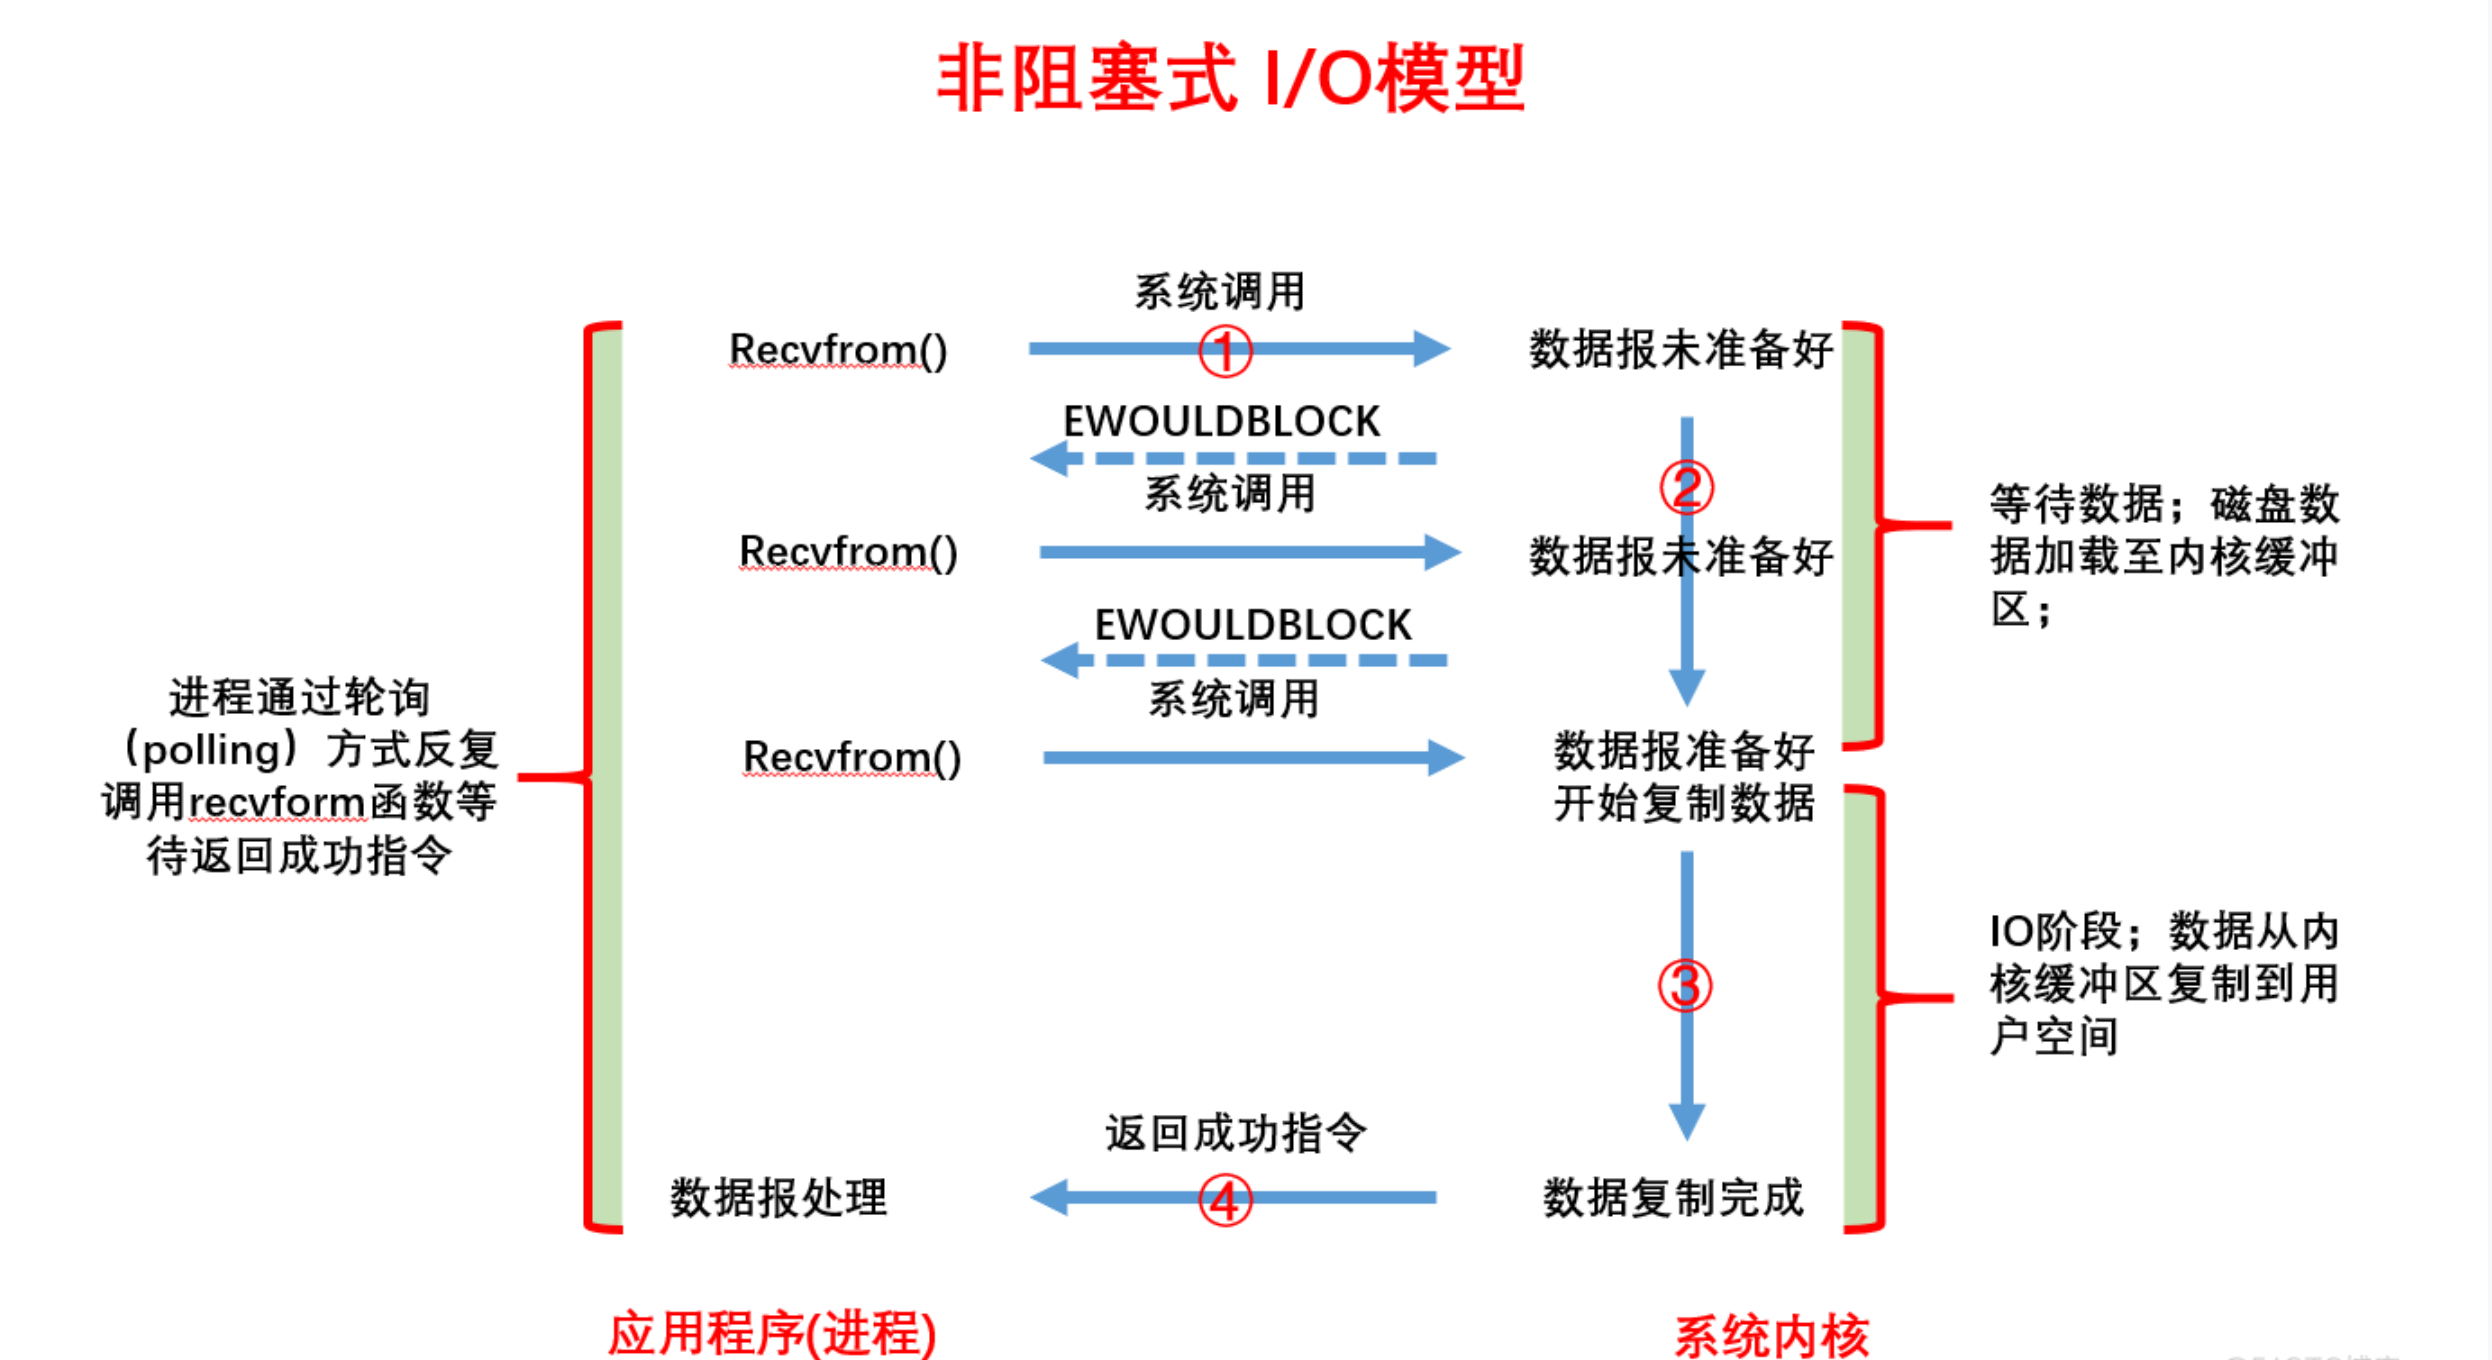 非阻塞式 I/O模型
系统调用
Recvfrom()
①
数据报未准备好
EWOULDBLOCK
②
系统调用
Recvfrom()
数据报未准备好
等待数据；磁盘数
据加载至内核缓冲
区；
EWOULDBLOCK
系统调用
Recvfrom()
数据报准备好
开始复制数据
进程通过轮询
（polling）方式反复
调用recvform函数等
待返回成功指令
③
IO阶段；数据从内
核缓冲区复制到用
户空间
返回成功指令
数据报处理
④
数据复制完成
应用程序(进程)
系统内核